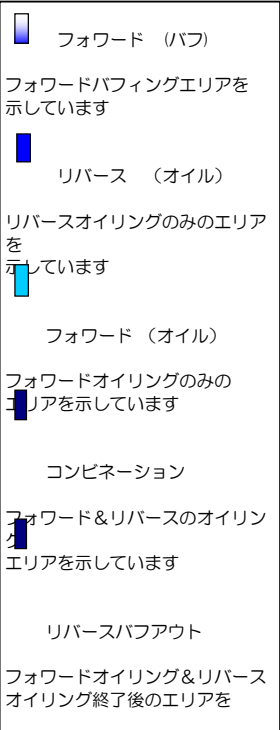 フォワード (バフ)
フォワードバフィングエリアを
示しています
リバース (オイル)
リバースオイリングのみのエリア
を
示しています
フォワード (オイル)
フォワードオイリングのみの
エリアを示しています
コンビネーション
フォワード＆リバースのオイリン
グ
エリアを示しています
リバースバフアウト
フォワードオイリング＆リバース
オイリング終了後のエリアを